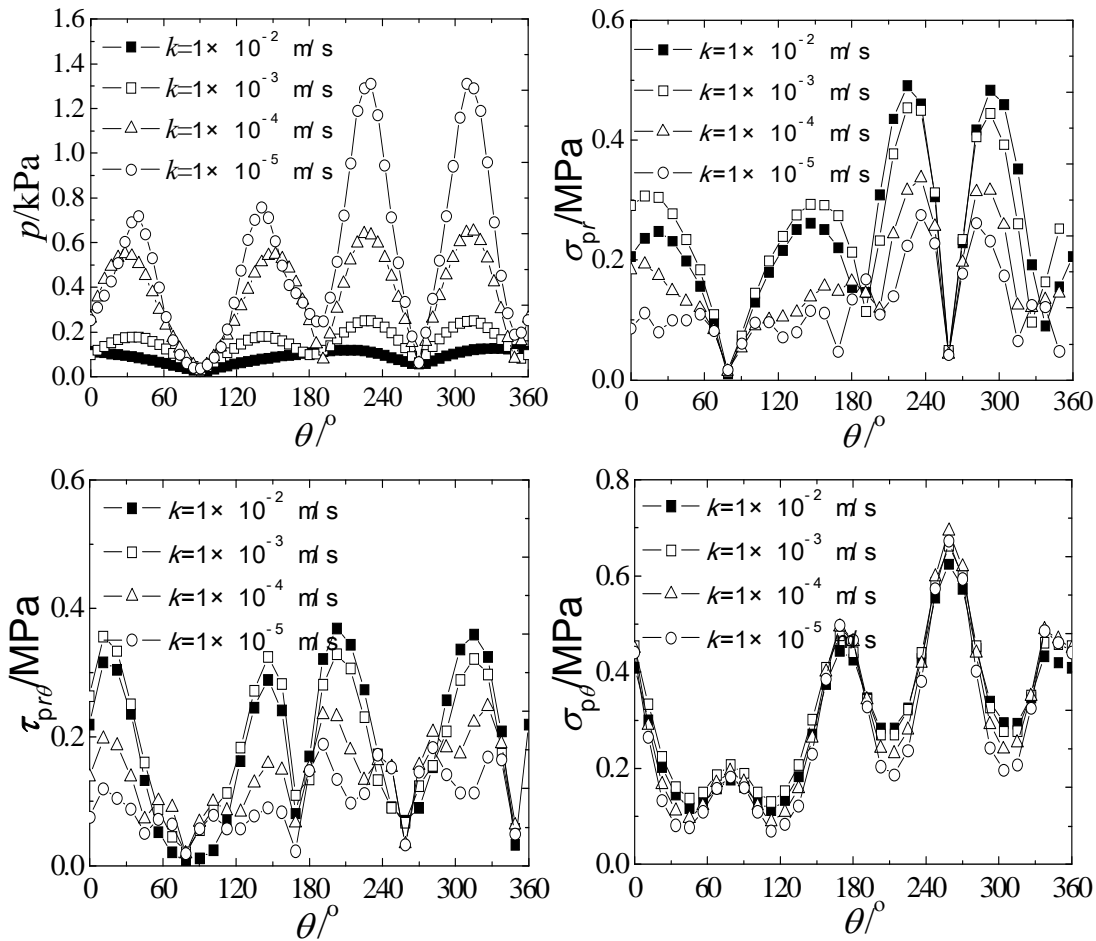 1.6
1.4
1.2
1.0
0.8
0.6
0.4
0.2
0.0
p/kPa
k=1× 10-2 m/s
k=1× 10-3 m/s
k=1× 10-4 m/s
k=1× 10-5 m/s
0 60 120 180 240 300 360
θ/o
0.6
0.4
0.2
0.0
σpr/MPa
k=1× 10-2 m/s
k=1× 10-3 m/s
k=1× 10-4 m/s
k=1× 10-5 m/s
0 60 120 180 240 300 360
θ/o
0.6
0.4
0.2
0.0
τprθ/MPa
k=1× 10-2 m/s
k=1× 10-3 m/s
k=1× 10-4 m/s
k=1× 10-5 m/s
0 60 120 180 240 300 360
θ/o
0.8
0.6
0.4
0.2
0.0
σpθ/MPa
k=1× 10-2 m/s
k=1× 10-3 m/s
k=1× 10-4 m/s
k=1× 10-5 m/s
0 60 120 180 240 300 360
θ/o